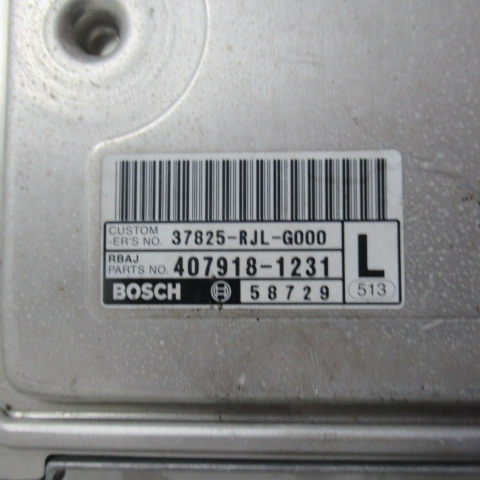 CUSTOM
-ER'S NO. 37825-RJL-G000
RBAJ
PARTS NO. 407918-1231
L
BOSCH 58729
513